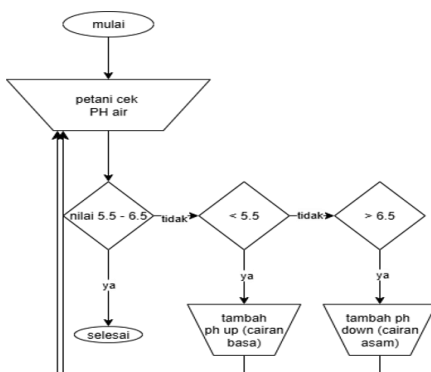 mulai
petani cek
PH air
nilai 5.5 - 6.5
tidak
< 5.5
tidak
> 6.5
ya
ya
ya
selesai
tambah
ph up (cairan
basa)
tambah ph
down (cairan
asam)